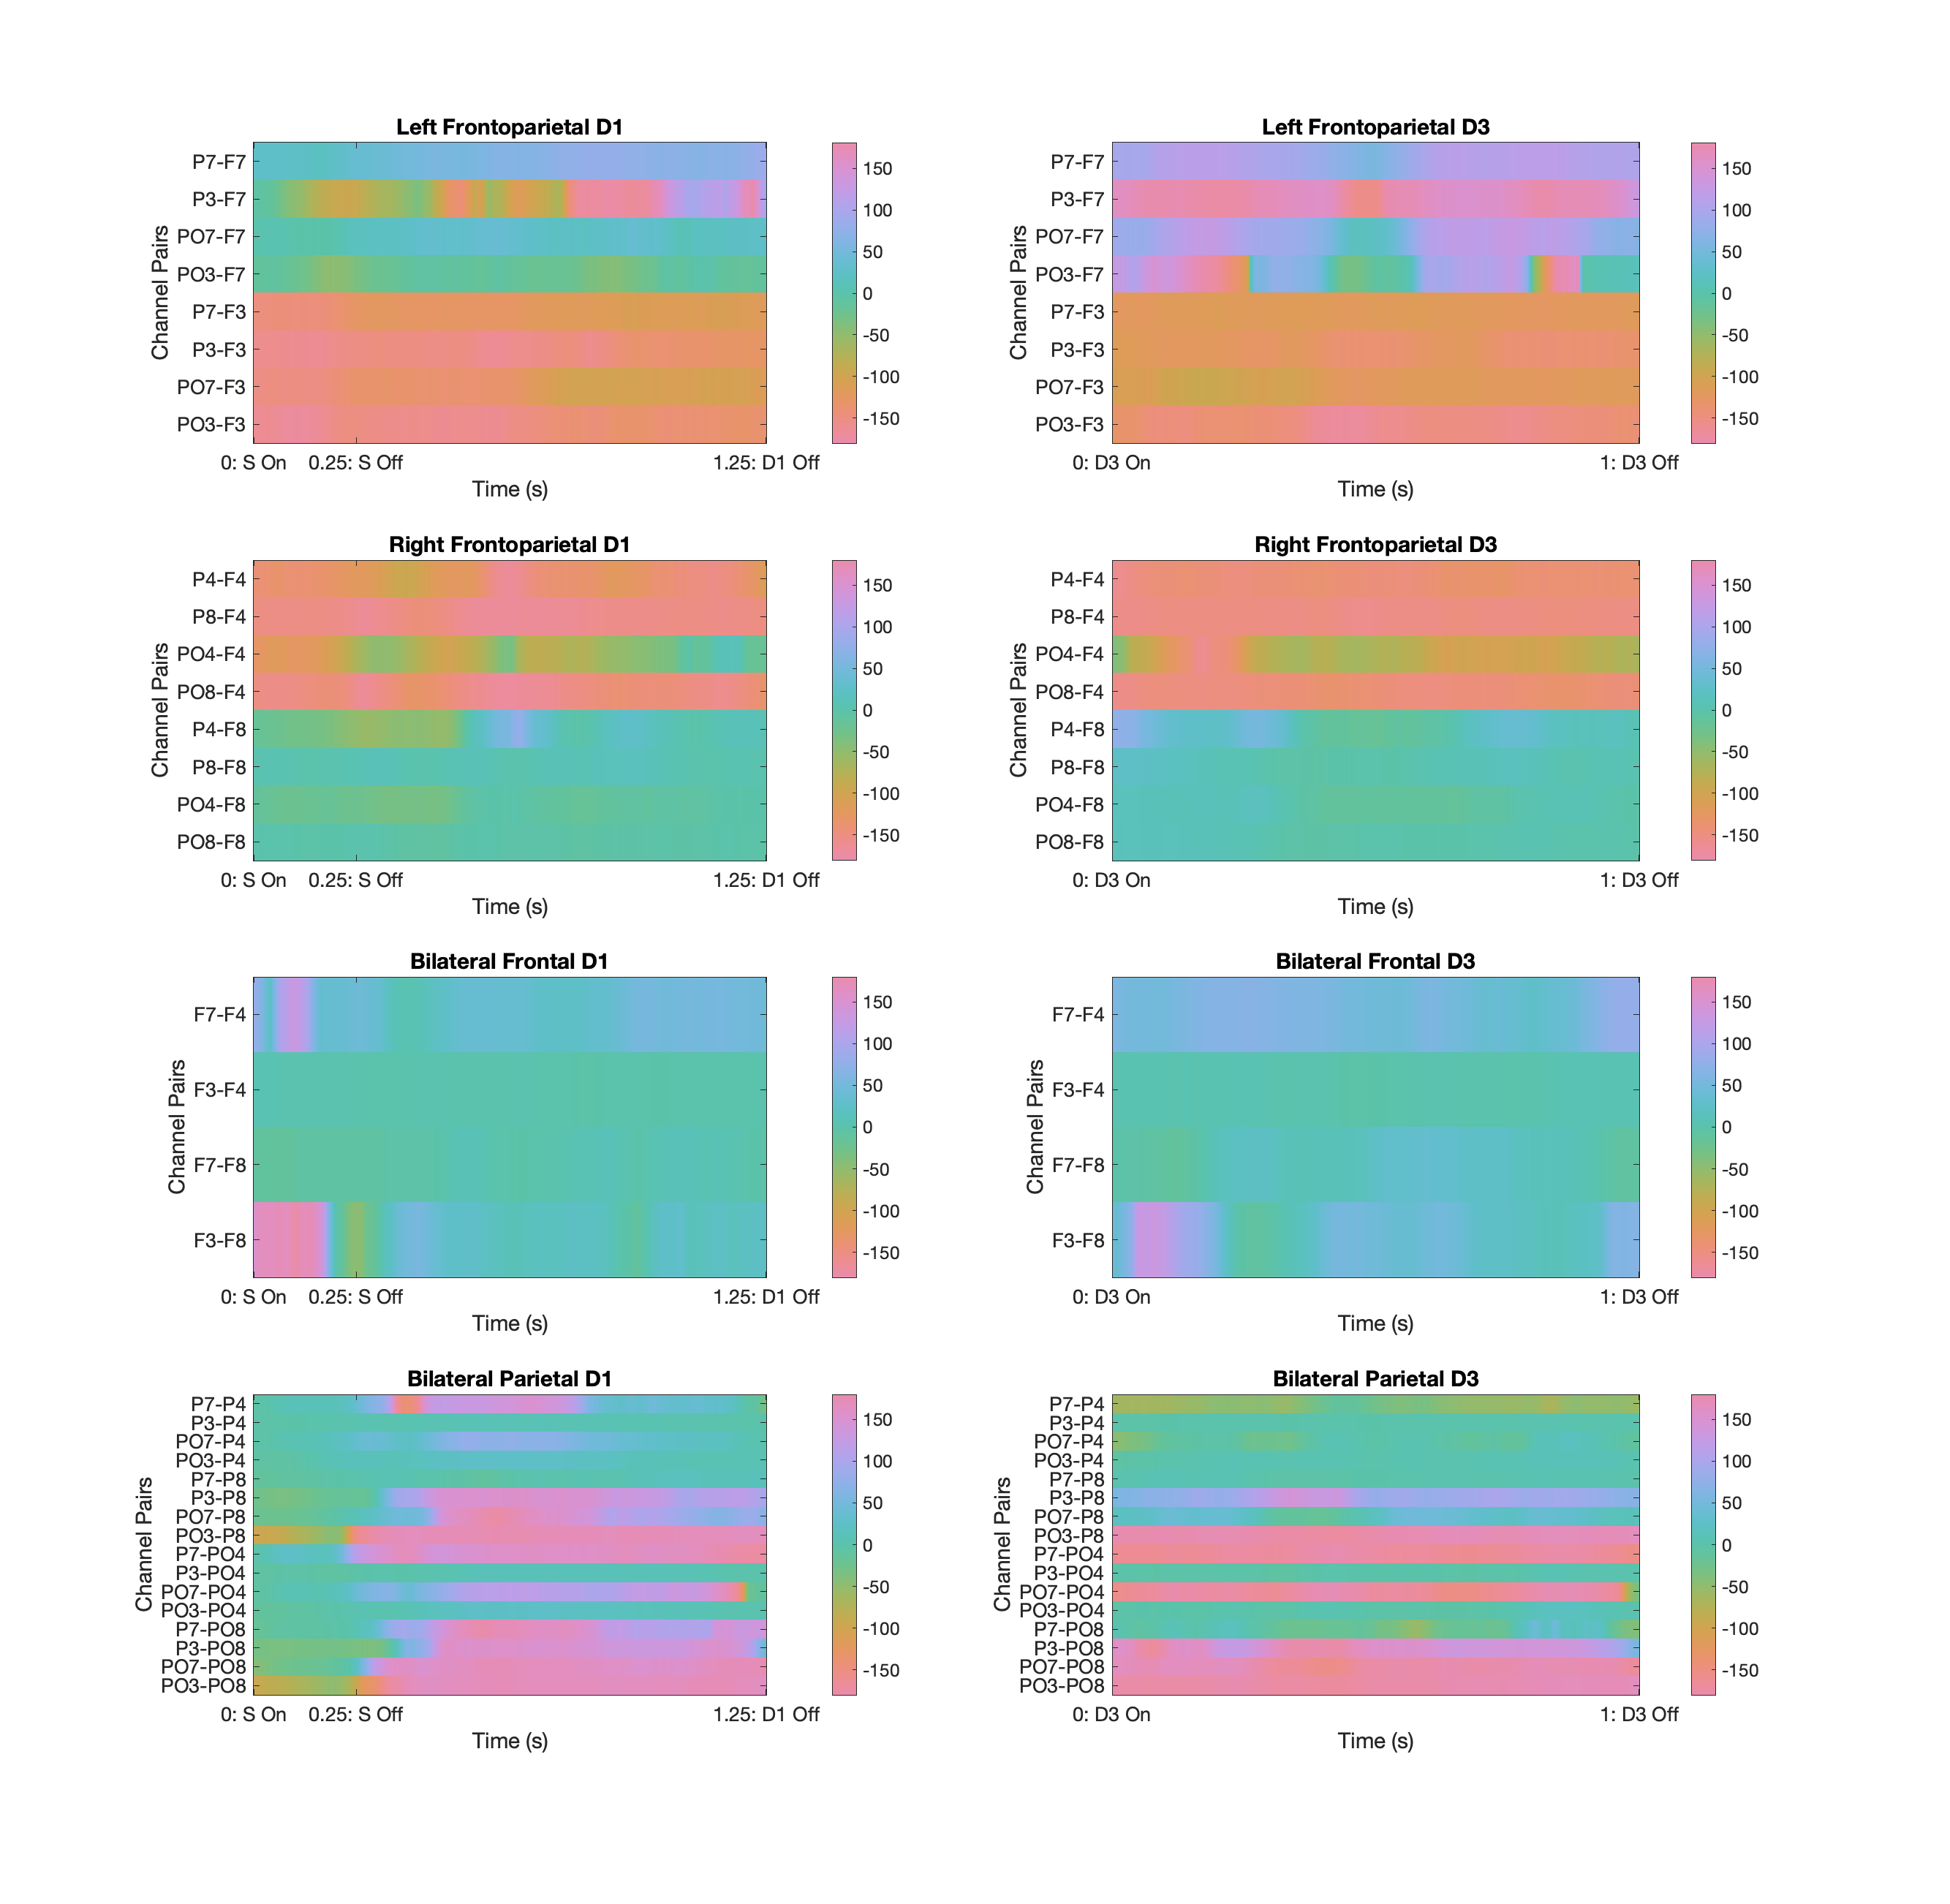 Left Frontoparietal D1
Channel Pairs
P7-F7
P3-F7
PO7-F7
PO3-F7
P7-F3
P3-F3
PO7-F3
PO3-F3
0: S On 0.25: S Off 1.25: D1 Off
Time (s)
150
100
50
0
-50
-100
-150
Left Frontoparietal D3
Channel Pairs
P7-F7
P3-F7
PO7-F7
PO3-F7
P7-F3
P3-F3
PO7-F3
PO3-F3
0: D3 On 1: D3 Off
Time (s)
150
100
50
0
-50
-100
-150
Right Frontoparietal D1
Channel Pairs
P4-F4
P8-F4
PO4-F4
PO8-F4
P4-F8
P8-F8
PO4-F8
PO8-F8
0: S On 0.25: S Off 1.25: D1 Off
Time (s)
150
100
50
0
-50
-100
-150
Right Frontoparietal D3
Channel Pairs
P4-F4
P8-F4
PO4-F4
PO8-F4
P4-F8
P8-F8
PO4-F8
PO8-F8
0: D3 On 1: D3 Off
Time (s)
150
100
50
0
-50
-100
-150
Bilateral Frontal D1
Channel Pairs
F7-F4
F3-F4
F7-F8
F3-F8
0: S On 0.25: S Off 1.25: D1 Off
Time (s)
150
100
50
0
-50
-100
-150
Bilateral Frontal D3
Channel Pairs
F7-F4
F3-F4
F7-F8
F3-F8
0: D3 On 1: D3 Off
Time (s)
150
100
50
0
-50
-100
-150
Bilateral Parietal D1
Channel Pairs
P7-P4
P3-P4
PO7-P4
PO3-P4
P7-P8
P3-P8
PO7-P8
PO3-P8
P7-PO4
P3-PO4
PO7-PO4
PO3-PO4
P7-PO8
P3-PO8
PO7-PO8
PO3-PO8
0: S On 0.25: S Off 1.25: D1 Off
Time (s)
150
100
50
0
-50
-100
-150
Bilateral Parietal D3
Channel Pairs
P7-P4
P3-P4
PO7-P4
PO3-P4
P7-P8
P3-P8
PO7-P8
PO3-P8
P7-PO4
P3-PO4
PO7-PO4
PO3-PO4
P7-PO8
P3-PO8
PO7-PO8
PO3-PO8
0: D3 On 1: D3 Off
Time (s)
150
100
50
0
-50
-100
-150